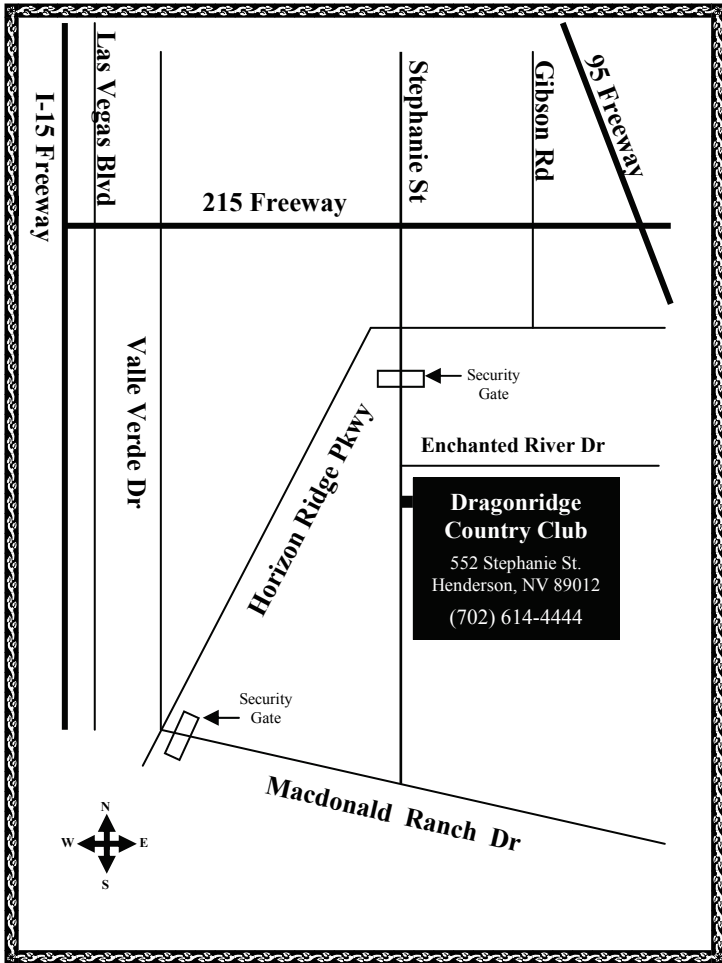 I-15 Freeway
Las Vegas Blvd
Stephanie St
Gibson Rd
95 Freeway
215 Freeway
Valle Verde Dr
Horizon Ridge Pkwy
Security
Gate
Enchanted River Dr
Dragonridge
Country Club
552 Stephanie St.
Henderson, NV 89012
(702) 614-4444
Security
Gate
Macdonald Ranch Dr
N
W
E
S